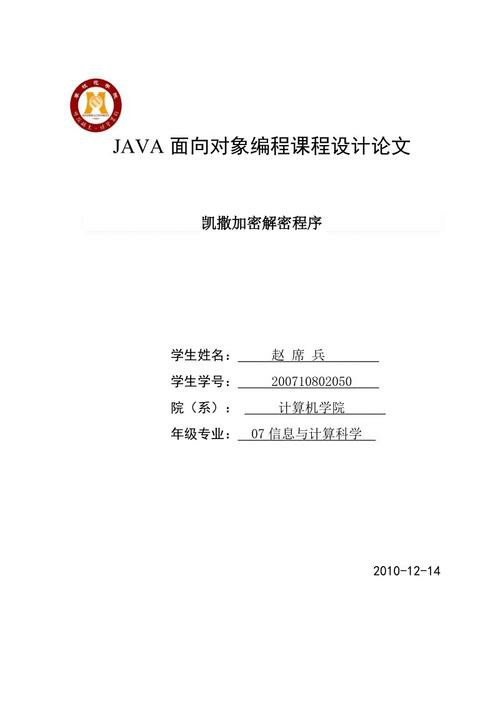 JAVA 面向对象编程课程设计论文
凯撒加密解密程序
学生姓名： 赵 席 兵
学生学号： 200710802050
院（系）： 计算机学院
年级专业： 07 信息与计算科学
2010-12-14